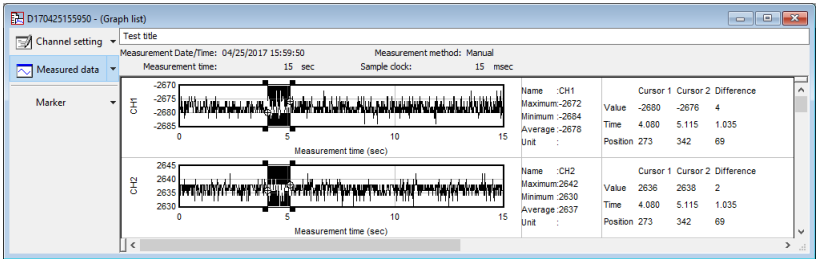 D170425155950 - (Graph list)
Channel setting
Test title
Measurement Date/Time: 04/25/2017 15:59:50 Measurement method: Manual
Measured data
Measurement time: 15 sec Sample clock: 15 msec
Marker
CH1
-2670
-2675
-2680
-2685
0 5 10 15
Measurement time (sec)
Name :CH1
Maximum:-2672
Minimum :-2684
Average:-2678
Unit :
Cursor 1 Cursor 2 Difference
Value -2680 -2676 4
Time 4.080 5.115 1.035
Position 273 342 69
CH2
2645
2640
2635
2630
0 5 10 15
Measurement time (sec)
Name :CH2
Maximum:2642
Minimum :2630
Average:2637
Unit :
Cursor 1 Cursor 2 Difference
Value 2636 2638 2
Time 4.080 5.115 1.035
Position 273 342 69